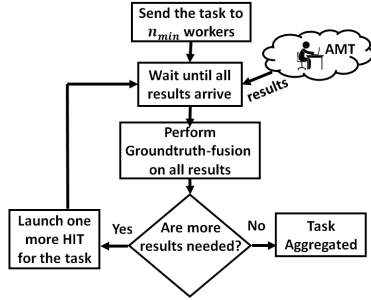 Send the task to
n_min workers
AMT
Wait until all
results arrive
results
Perform
Groundtruth-fusion
on all results
Launch one
more HIT
for the task
Yes
Are more
results needed?
No
Task
Aggregated